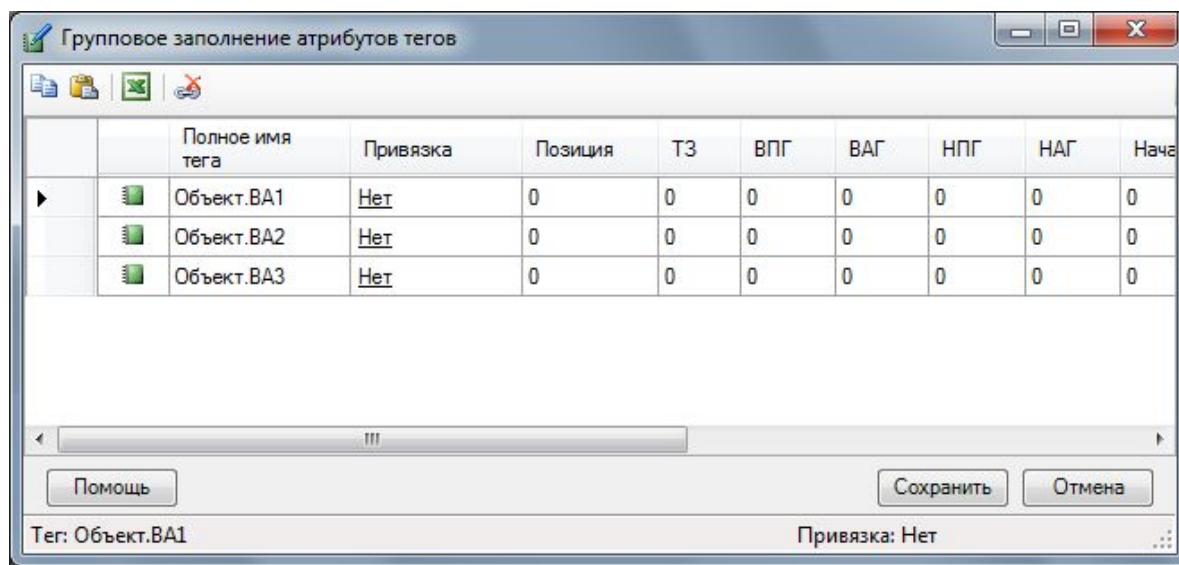 Групповое заполнение атрибутов тегов
Полное имя тега Привязка Позиция ТЗ ВПГ ВАГ НПГ НАГ Нача
Объект.ВА1 Нет 0 0 0 0 0 0 0
Объект.ВА2 Нет 0 0 0 0 0 0 0
Объект.ВА3 Нет 0 0 0 0 0 0 0
Помощь Сохранить Отмена
Тег: Объект.ВА1 Привязка: Нет